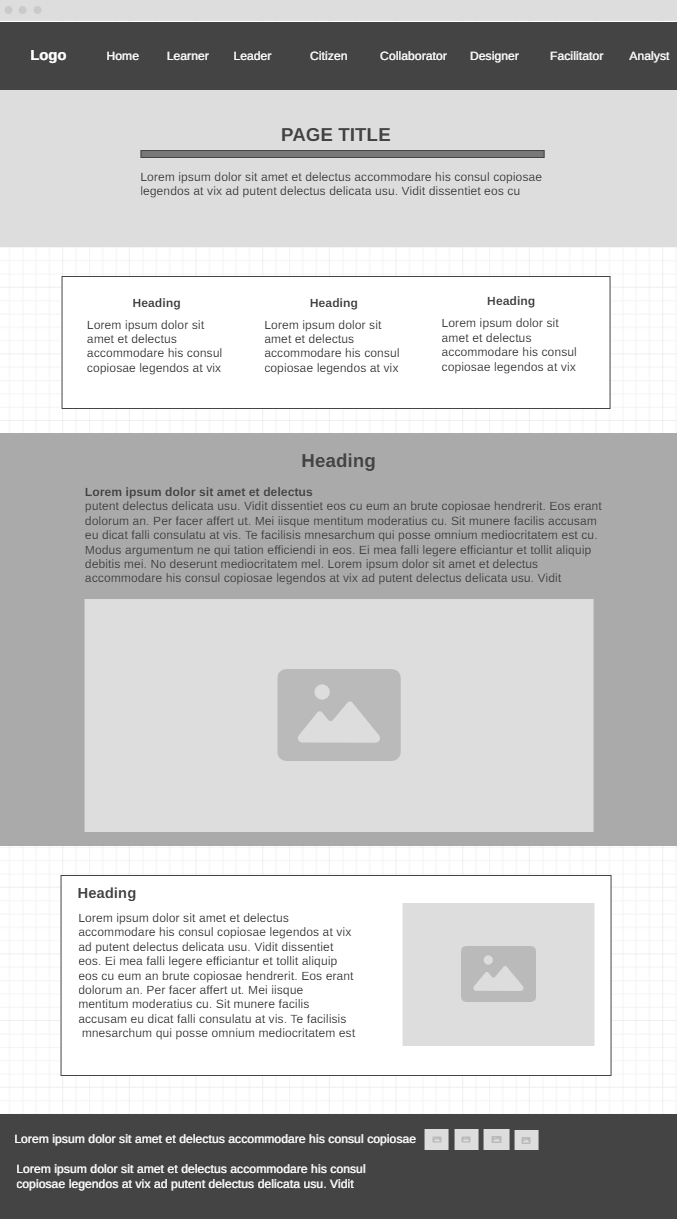 Logo Home Learner Leader Citizen Collaborator Designer Facilitator Analyst
PAGE TITLE
Lorem ipsum dolor sit amet et delectus accommodare his consul copiosae
legendos at vix ad putent delectus delicata usu. Vidit dissentiet eos cu
Heading
Lorem ipsum dolor sit
amet et delectus
accommodare his consul
copiosae legendos at vix
Heading
Lorem ipsum dolor sit
amet et delectus
accommodare his consul
copiosae legendos at vix
Heading
Lorem ipsum dolor sit
amet et delectus
accommodare his consul
copiosae legendos at vix
Heading
Lorem ipsum dolor sit amet et delectus
putent delectus delicata usu. Vidit dissentiet eos cu eum an brute copiosae hendrerit. Eos erant
dolorum an. Per facer affert ut. Mei iisque mentitum moderatius cu. Sit munere facilis accusam
eu dicat falli consulatu at vis. Te facilisis mnesarchum qui posse omnium mediocritatem est cu.
Modus argumentum ne qui tation efficiendi in eos. Ei mea falli legere efficiantur et tollit aliquip
debitis mei. No deserunt mediocritatem mel. Lorem ipsum dolor sit amet et delectus
accommodare his consul copiosae legendos at vix ad putent delectus delicata usu. Vidit
Heading
Lorem ipsum dolor sit amet et delectus
accommodare his consul copiosae legendos at vix
ad putent delectus delicata usu. Vidit dissentiet
eos. Ei mea falli legere efficiantur et tollit aliquip
eos cu eum an brute copiosae hendrerit. Eos erant
dolorum an. Per facer affert ut. Mei iisque
mentitum moderatius cu. Sit munere facilis
accusam eu dicat falli consulatu at vis. Te facilisis
mnesarchum qui posse omnium mediocritatem est
Lorem ipsum dolor sit amet et delectus accommodare his consul copiosae
Lorem ipsum dolor sit amet et delectus accommodare his consul
copiosae legendos at vix ad putent delectus delicata usu. Vidit